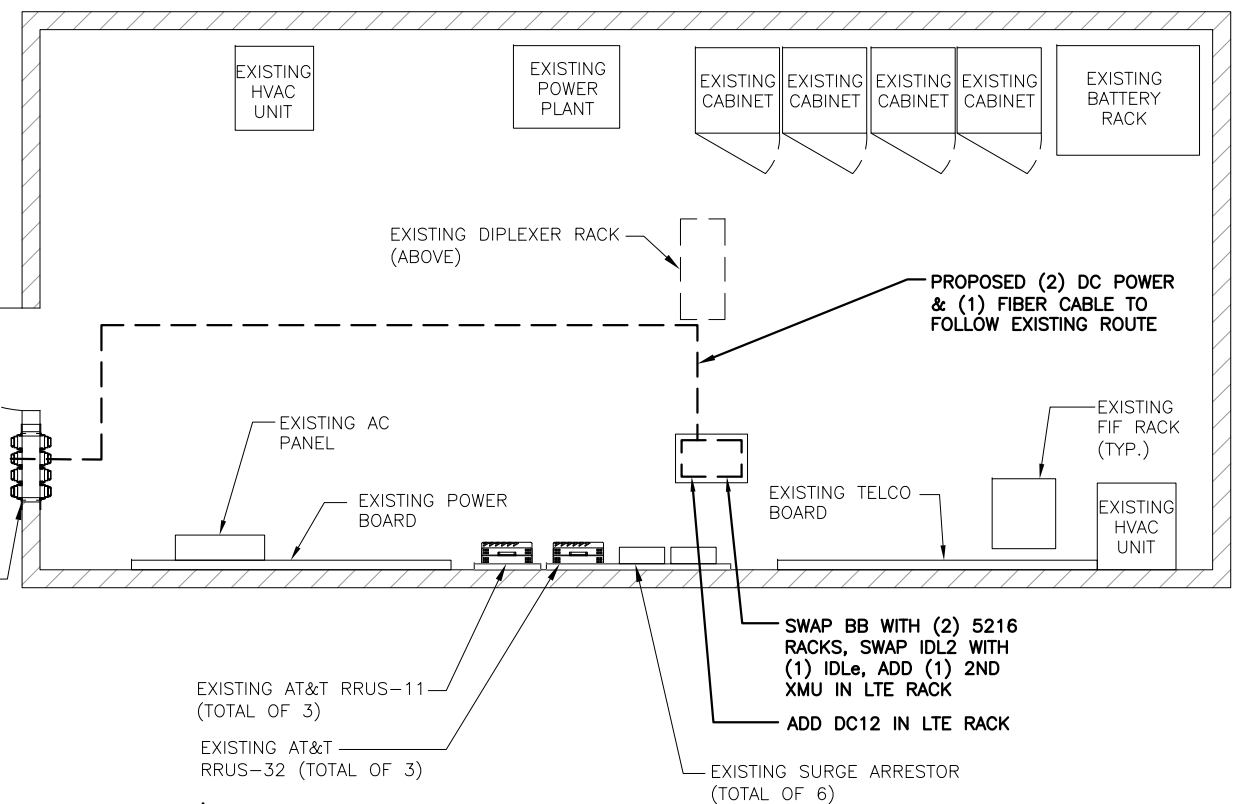 EXISTING
HVAC
UNIT
EXISTING
POWER
PLANT
EXISTING
CABINET
EXISTING
CABINET
EXISTING
CABINET
EXISTING
CABINET
EXISTING
BATTERY
RACK
EXISTING DIPLEXER RACK
(ABOVE)
PROPOSED (2) DC POWER
& (1) FIBER CABLE TO
FOLLOW EXISTING ROUTE
EXISTING AC
PANEL
EXISTING POWER
BOARD
EXISTING TELCO
BOARD
EXISTING
FIF RACK
(TYP.)
EXISTING
HVAC
UNIT
SWAP BB WITH (2) 5216
RACKS, SWAP IDL2 WITH
(1) IDLe, ADD (1) 2ND
XMU IN LTE RACK
ADD DC12 IN LTE RACK
EXISTING AT&T RRUS-11
(TOTAL OF 3)
EXISTING AT&T
RRUS-32 (TOTAL OF 3)
EXISTING SURGE ARRESTOR
(TOTAL OF 6)